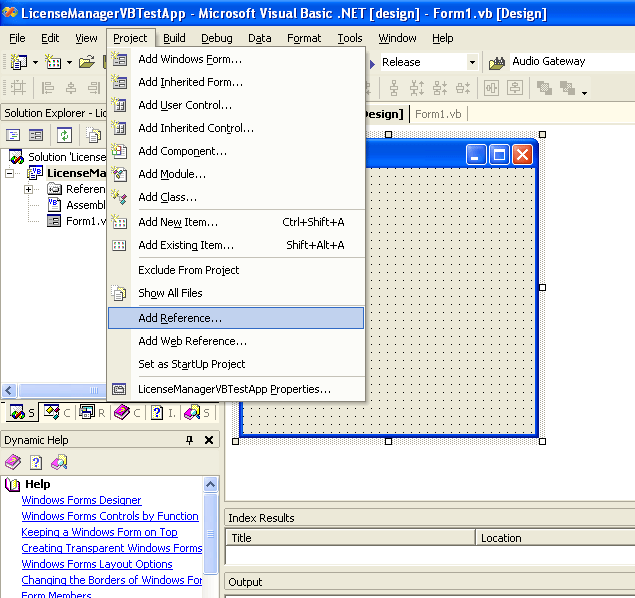 LicenseManagerVBTestApp - Microsoft Visual Basic .NET [design] - Form1.vb [Design]
File Edit View Project Build Debug Data Format Tools Window Help
Release Audio Gateway
Solution Explorer - Lic
Design] Form1.vb
Add Windows Form...
Add Inherited Form...
Add User Control...
Add Inherited Control...
Add Component...
Add Module...
Add Class...
Add New Item... Ctrl+Shift+A
Add Existing Item... Shift+Alt+A
Exclude From Project
Show All Files
Add Reference...
Add Web Reference...
Set as StartUp Project
LicenseManagerVBTestApp Properties...
Solution 'License
LicenseMa
Referen
Assembl
Form1.v
S C R C I. S
Dynamic Help
Help
Windows Forms Designer
Windows Forms Controls by Function
Keeping a Windows Form on Top
Creating Transparent Windows Forms
Windows Forms Layout Options
Changing the Borders of Windows For
Form Members
Index Results
Title Location
Output